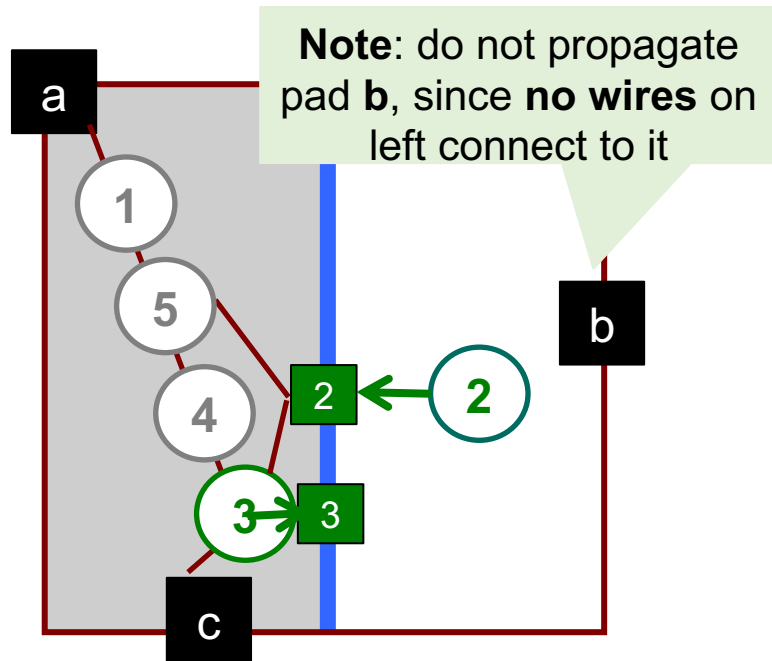 Note: do not propagate
pad b, since no wires on
left connect to it
a
1
5
b
2
2
4
3
3
c